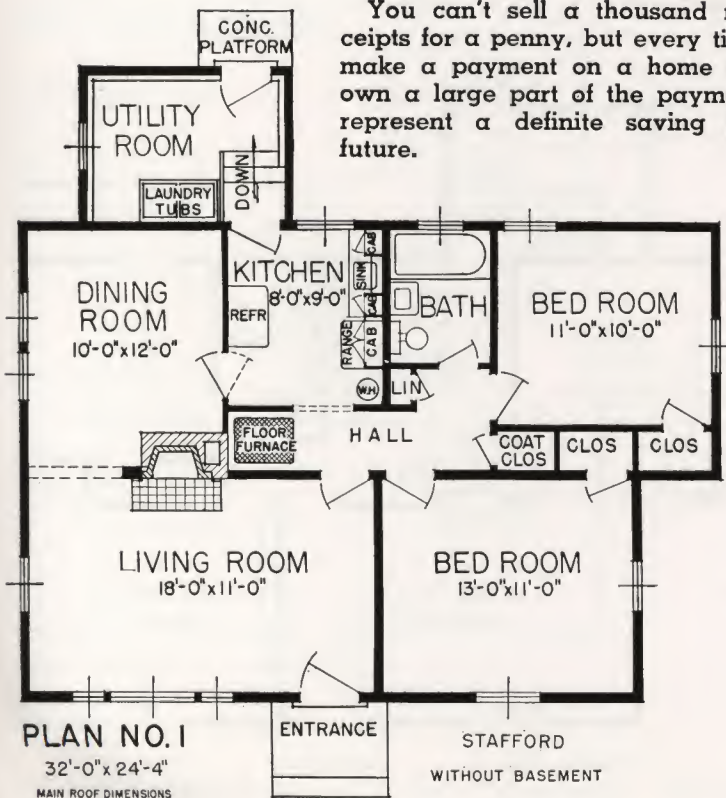 You can't sell a thousand
ceipts for a penny, but every
make a payment on a home
own a large part of the
represent a definite saving
future.
CONC.
PLATFORM
UTILITY
ROOM
LAUNDRY
TUBS
DOWN
KITCHEN
8'-0"x9'-0"
REFR
CAB
SINK
CAB
RANGE
CAB
W.H
DINING
ROOM
10'-0"x12'-0"
BATH
LIN
BED ROOM
11'-0"x10'-0"
FLOOR
FURNACE
HALL
COAT
CLOS
CLOS
CLOS
LIVING ROOM
18'-0"x11'-0"
BED ROOM
13'-0"x11'-0"
ENTRANCE
PLAN NO. 1
32'-0"x 24'-4"
MAIN ROOF DIMENSIONS
STAFFORD
WITHOUT BASEMENT